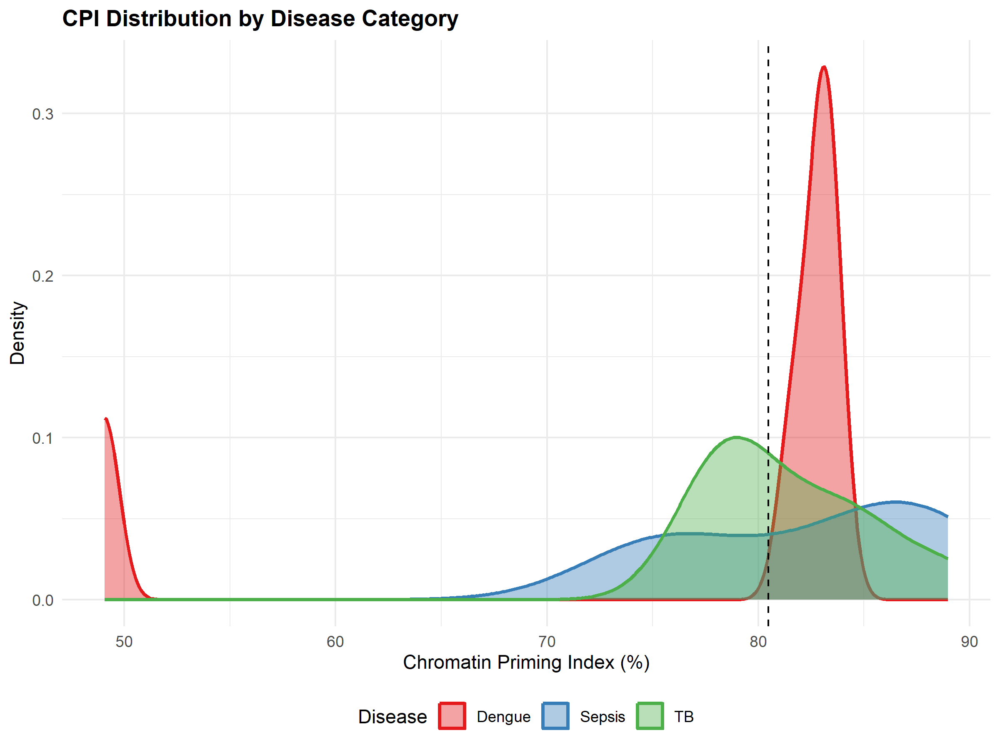 CPI Distribution by Disease Category
0.3
0.2
0.1
0.0
Density
50 60 70 80 90
Chromatin Priming Index (%)
Disease Dengue Sepsis TB